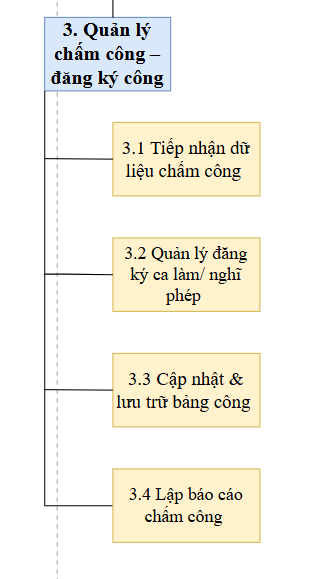 3. Quản lý
chấm công –
đăng ký công
3.1 Tiếp nhận dữ
liệu chấm công
3.2 Quản lý đăng
ký ca làm/ nghĩ
phép
3.3 Cập nhật &
lưu trữ bảng công
3.4 Lập báo cáo
chấm công